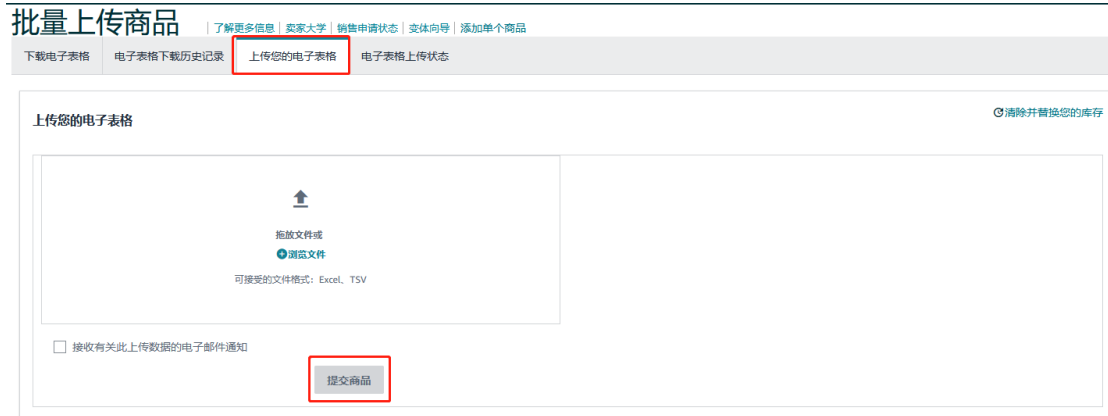 批量上传商品 | 了解更多信息 | 卖家大学 | 销售申请状态 | 变体向导 | 添加单个商品
下载电子表格 电子表格下载历史记录 上传您的电子表格 电子表格上传状态
上传您的电子表格 清除并替换您的库存
拖放文件或
浏览文件
可接受的文件格式：Excel、TSV
接收有关此上传数据的电子邮件通知
提交商品